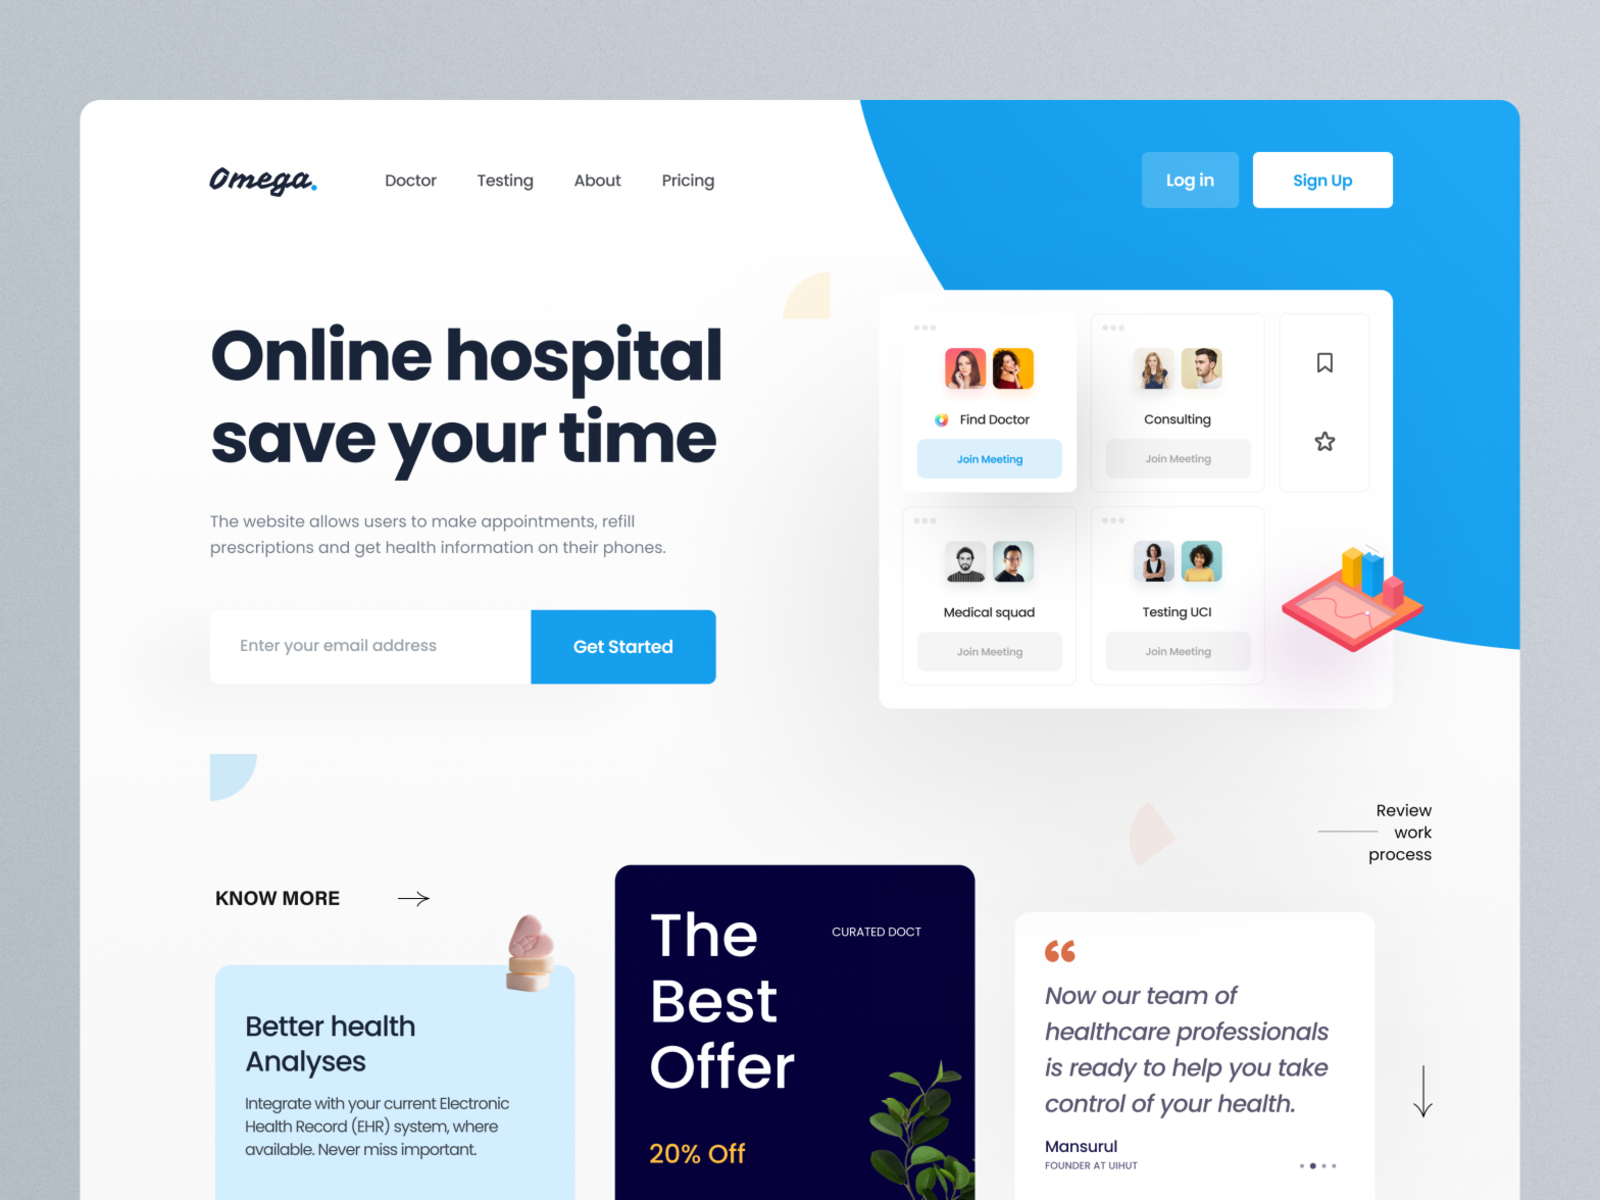 Omega.
Doctor
Testing
About
Pricing
Log in
Sign Up
Online hospital
save your time
The website allows users to make appointments, refill
prescriptions and get health information on their phones.
Enter your email address
Get Started
Find Doctor
Join Meeting
Consulting
Join Meeting
Medical squad
Join Meeting
Testing UCI
Join Meeting
Review
work
process
KNOW MORE
Better health
Analyses
Integrate with your current Electronic
Health Record (EHR) system, where
available. Never miss important.
The
Best
Offer
CURATED DOCT
20% Off
“
Now our team of
healthcare professionals
is ready to help you take
control of your health.
Mansurul
FOUNDER AT UIHUT